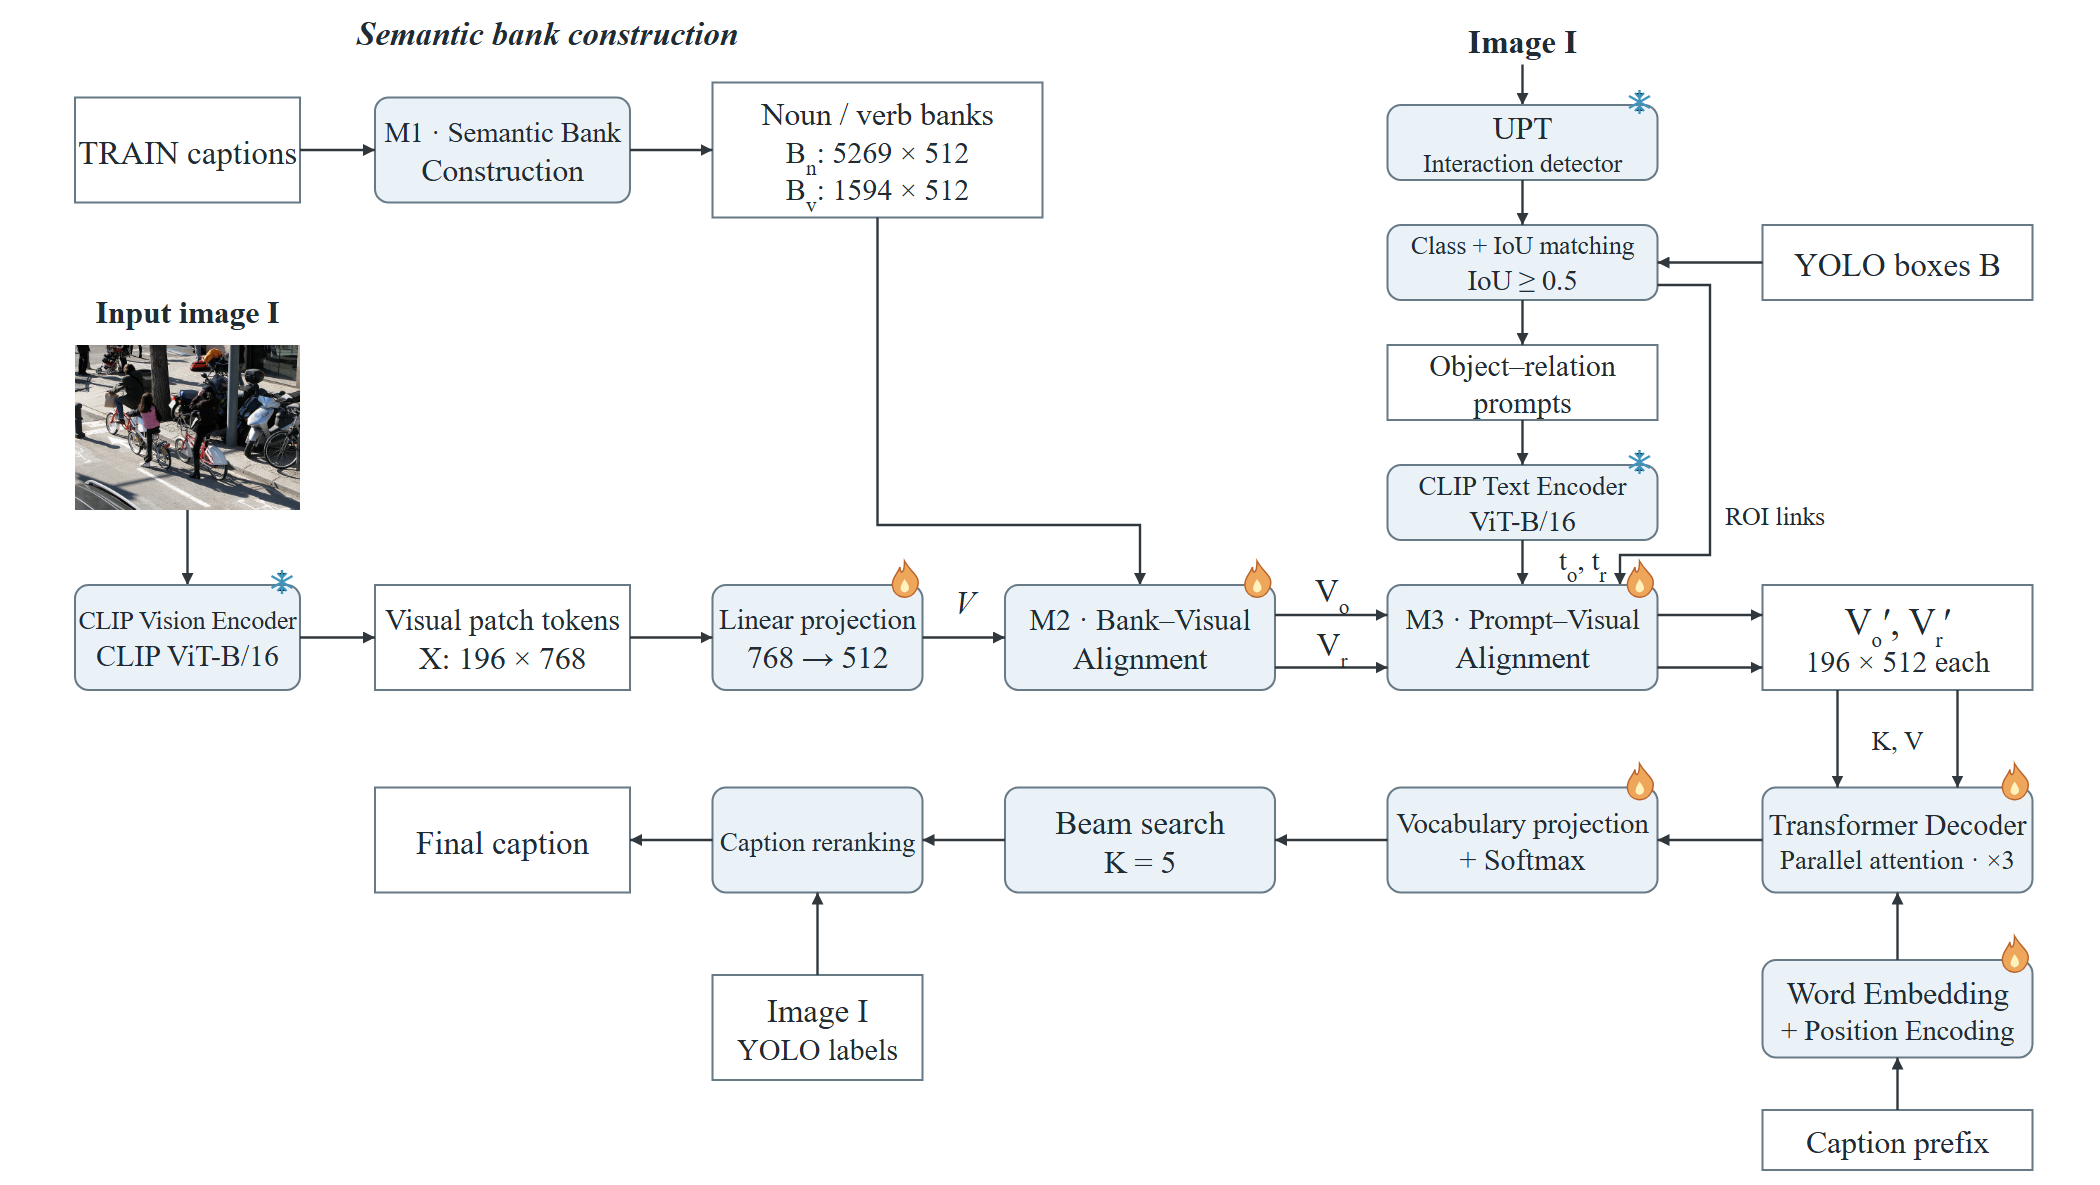 Semantic bank construction
TRAIN captions
M1 · Semantic Bank
Construction
Noun / verb banks
Bn: 5269 × 512
Bv: 1594 × 512
Image I
UPT
Interaction detector
Class + IoU matching
IoU ≥ 0.5
YOLO boxes B
Object–relation
prompts
CLIP Text Encoder
ViT-B/16
ROI links
to, tr
Input image I
CLIP Vision Encoder
CLIP ViT-B/16
Visual patch tokens
X: 196 × 768
Linear projection
768 → 512
V
M2 · Bank–Visual
Alignment
Vo
Vr
M3 · Prompt–Visual
Alignment
Vo′, Vr′
196 × 512 each
K, V
Transformer Decoder
Parallel attention · ×3
Vocabulary projection
+ Softmax
Beam search
K = 5
Caption reranking
Final caption
Image I
YOLO labels
Word Embedding
+ Position Encoding
Caption prefix